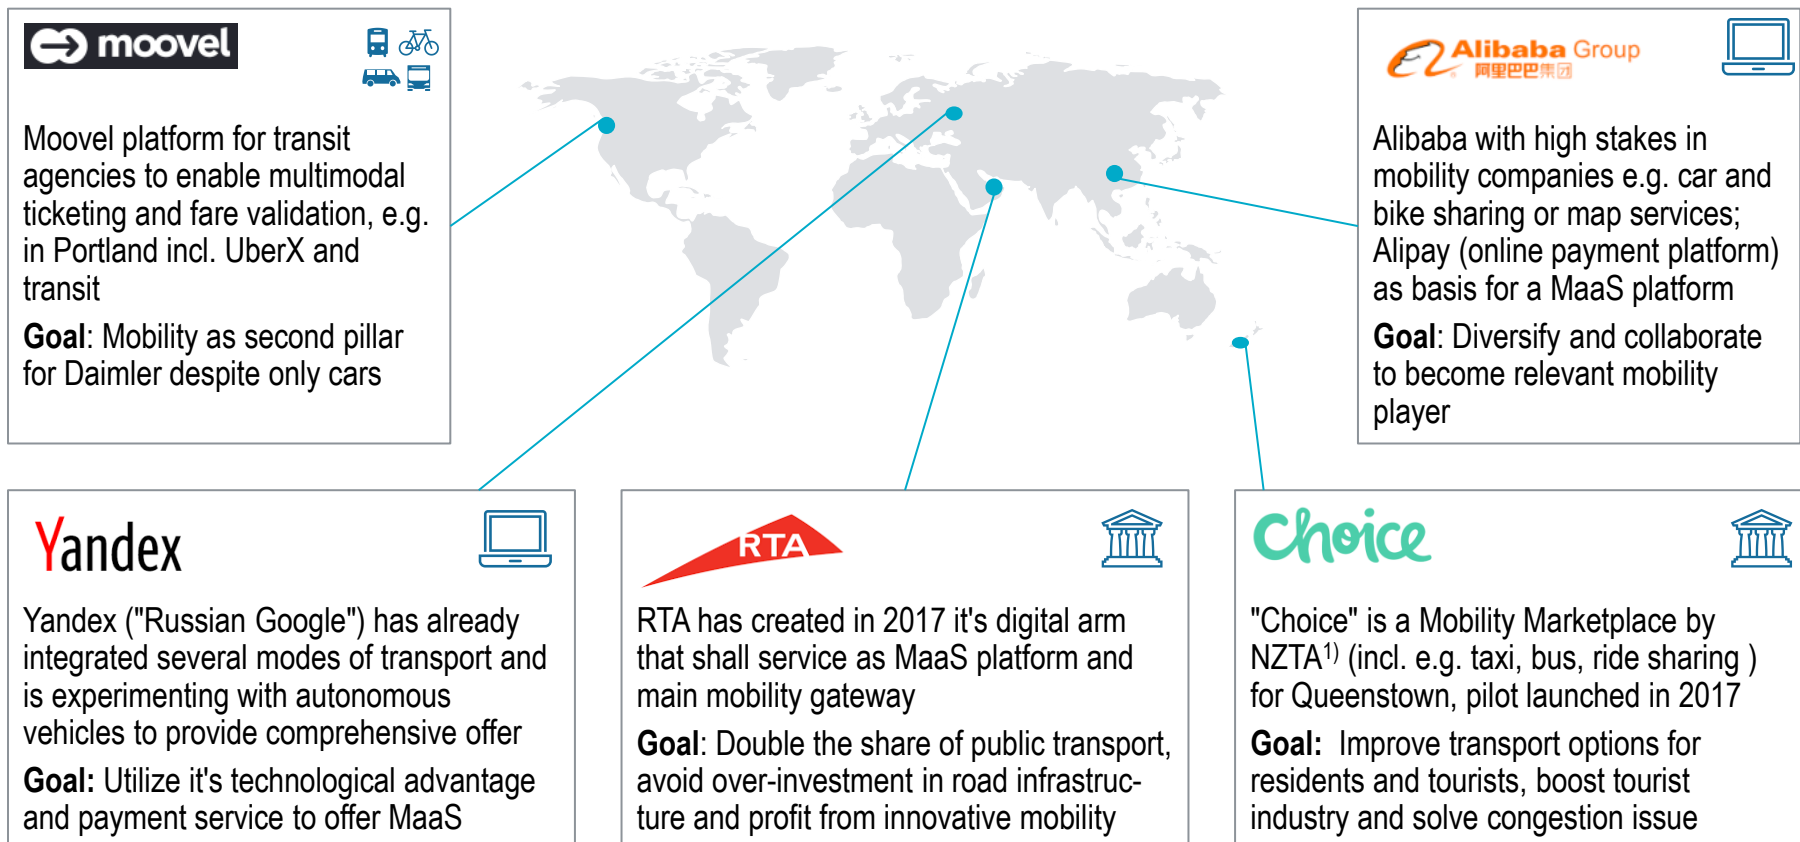 moovel
Moovel platform for transit
agencies to enable multimodal
ticketing and fare validation, e.g.
in Portland incl. UberX and
transit
Goal: Mobility as second pillar
for Daimler despite only cars
Alibaba Group
阿里巴巴集团
Alibaba with high stakes in
mobility companies e.g. car and
bike sharing or map services;
Alipay (online payment platform)
as basis for a MaaS platform
Goal: Diversify and collaborate
to become relevant mobility
player
Yandex
Yandex ("Russian Google") has already
integrated several modes of transport and
is experimenting with autonomous
vehicles to provide comprehensive offer
Goal: Utilize it's technological advantage
and payment service to offer MaaS
RTA
RTA has created in 2017 it's digital arm
that shall service as MaaS platform and
main mobility gateway
Goal: Double the share of public transport,
avoid over-investment in road infrastruc-
ture and profit from innovative mobility
Choice
"Choice" is a Mobility Marketplace by
NZTA1) (incl. e.g. taxi, bus, ride sharing )
for Queenstown, pilot launched in 2017
Goal: Improve transport options for
residents and tourists, boost tourist
industry and solve congestion issue